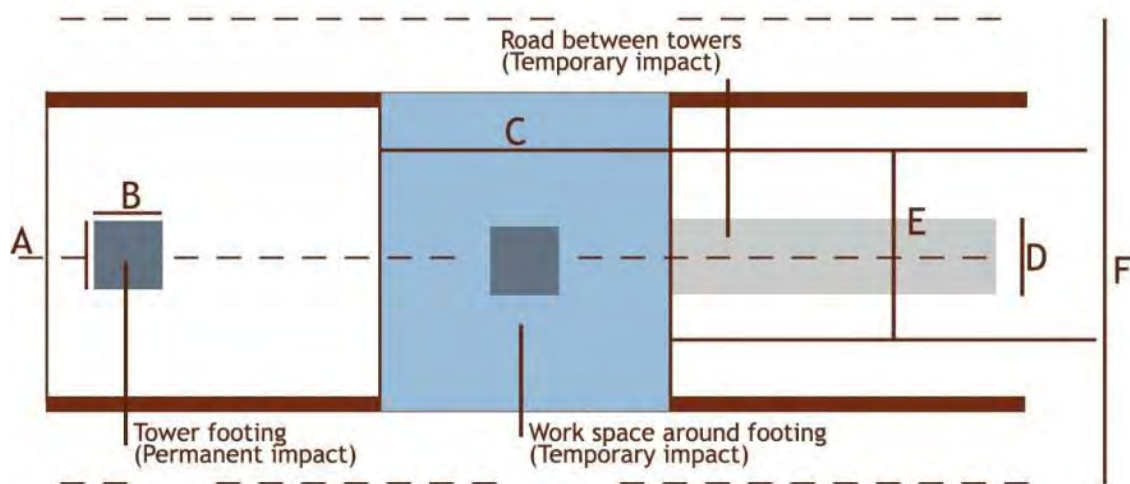 Road between towers
(Temporary impact)
C
B
A
E
D
F
Tower footing
(Permanent impact)
Work space around footing
(Temporary impact)